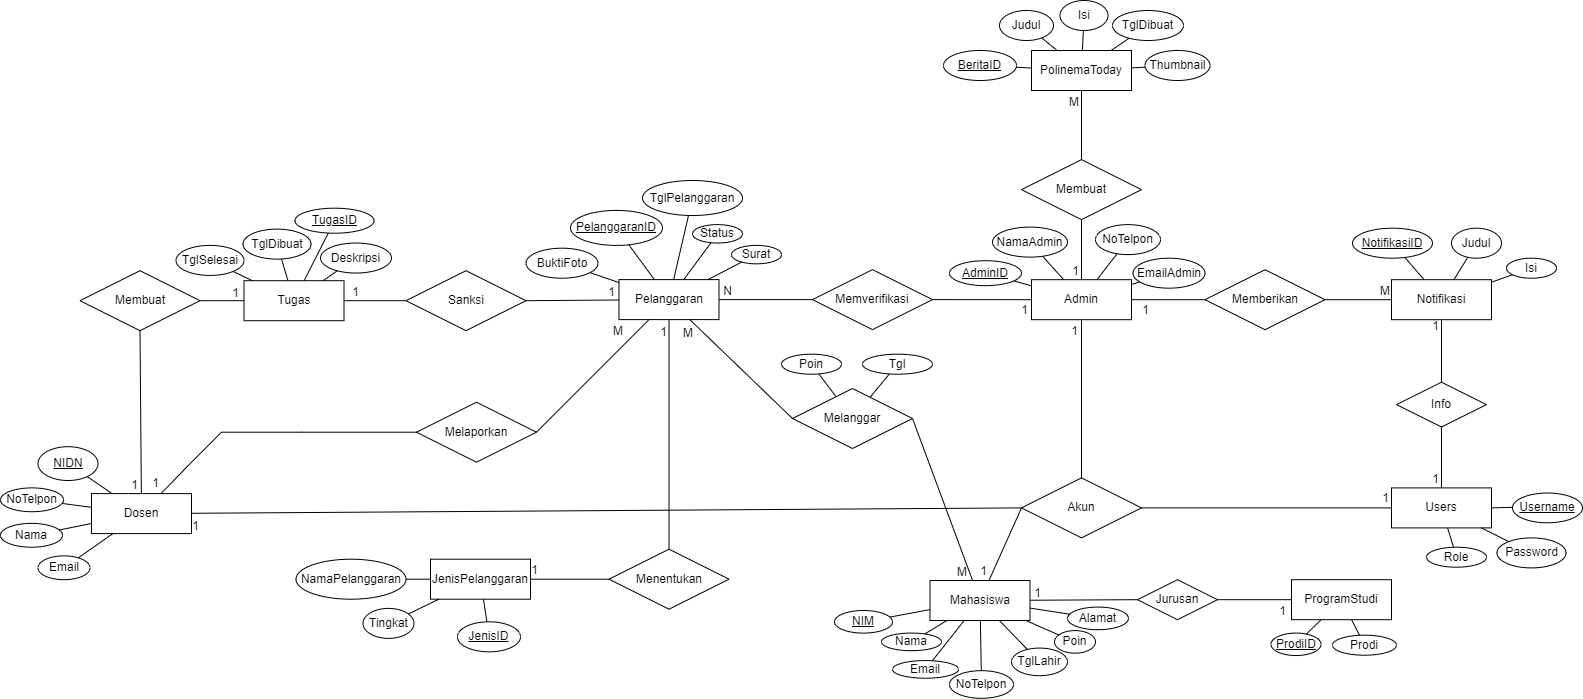 Isi
Judul
TglDibuat
BeritaID
PolinemaToday
Thumbnail
M
Membuat
TglPelanggaran
TugasID
PelanggaranID
Status
TglDibuat
NamaAdmin
NoTelpon
NotifikasiID
Judul
TglSelesai
Deskripsi
BuktiFoto
Surat
AdminID
1
EmailAdmin
Isi
Membuat
1
Tugas
1
Sanksi
1
Pelanggaran
N
Memverifikasi
1
Admin
1
Memberikan
M
Notifikasi
M
1
M
1
1
Poin
Tgl
Melaporkan
Melanggar
Info
NIDN
1
1
1
NoTelpon
Dosen
1
Akun
1
Users
Username
Nama
Email
Role
Password
NamaPelanggaran
JenisPelanggaran
1
Menentukan
M
1
Mahasiswa
1
Jurusan
1
ProgramStudi
Tingkat
JenisID
NIM
Nama
Email
NoTelpon
TglLahir
Poin
Alamat
ProdiID
Prodi